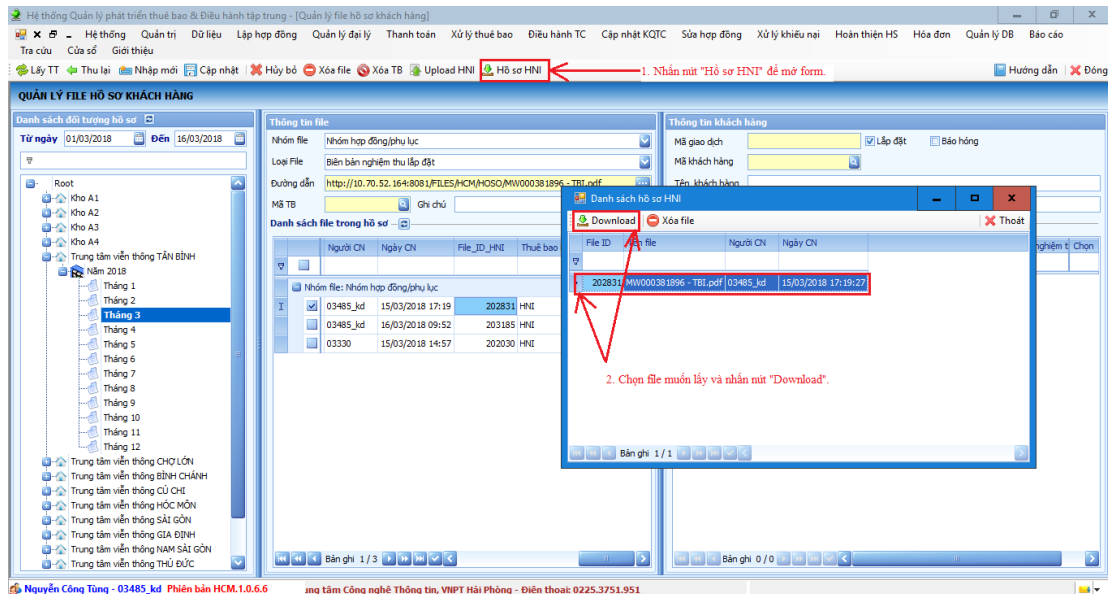 Hệ thống Quản lý phát triển thuê bao & Điều hành tập trung - [Quản lý file hồ sơ khách hàng]
Hệ thống Quản trị Dữ liệu Lập hợp đồng Quản lý đại lý Thanh toán Xử lý thuê bao Điều hành TC Cập nhật KQTC Sửa hợp đồng Xử lý khiếu nại Hoàn thiện HS Hóa đơn Quản lý DB Báo cáo
Tra cứu Cửa sổ Giới thiệu
Lấy TT Thu lại Nhập mới Cập nhật Hủy bỏ Xóa file Xóa TB Upload HNI Hồ sơ HNI 1. Nhấn nút "Hồ sơ HNI" để mở form. Hướng dẫn Đóng
QUẢN LÝ FILE HỒ SƠ KHÁCH HÀNG
Danh sách đối tượng hồ sơ
Từ ngày 01/03/2018 Đến 16/03/2018
Root
Kho A1
Kho A2
Kho A3
Kho A4
Trung tâm viễn thông TÂN BÌNH
Năm 2018
Tháng 1
Tháng 2
Tháng 3
Tháng 4
Tháng 5
Tháng 6
Tháng 7
Tháng 8
Tháng 9
Tháng 10
Tháng 11
Tháng 12
Trung tâm viễn thông CHỢ LỚN
Trung tâm viễn thông BÌNH CHÁNH
Trung tâm viễn thông CỦ CHI
Trung tâm viễn thông HÓC MÔN
Trung tâm viễn thông SÀI GÒN
Trung tâm viễn thông GIA ĐỊNH
Trung tâm viễn thông NAM SÀI GÒN
Trung tâm viễn thông THỦ ĐỨC
Thông tin file
Nhóm file Nhóm hợp đồng/phụ lục
Loại File Biên bản nghiệm thu lắp đặt
Đường dẫn http://10.70.52.164:8081/FILES/HCM/HOSO/MW000381896 - TBI.pdf
Mã TB Ghi chú
Danh sách file trong hồ sơ
Người CN Ngày CN File_ID_HNI Thuê bao
Nhóm file: Nhóm hợp đồng/phụ lục
03485_kd 15/03/2018 17:19 202831 HNI
03485_kd 16/03/2018 09:52 203185 HNI
03330 15/03/2018 14:57 202030 HNI
Bản ghi 1/3
Thông tin khách hàng
Mã giao dịch Lắp đặt Báo hỏng
Mã khách hàng
Tên khách hàng
nghiệm t Chọn
Danh sách hồ sơ HNI
Download Xóa file Thoát
File ID file Người CN Ngày CN
202831 MW000381896 - TBI.pdf 03485_kd 15/03/2018 17:19:27
2. Chọn file muốn lấy và nhấn nút "Download".
Bản ghi 1/1
Bản ghi 0/0
Nguyễn Công Tùng - 03485_kd Phiên bản HCM.1.0.6.6 ung tâm Công nghệ Thông tin, VNPT Hải Phòng - Điện thoại: 0225.3751.951